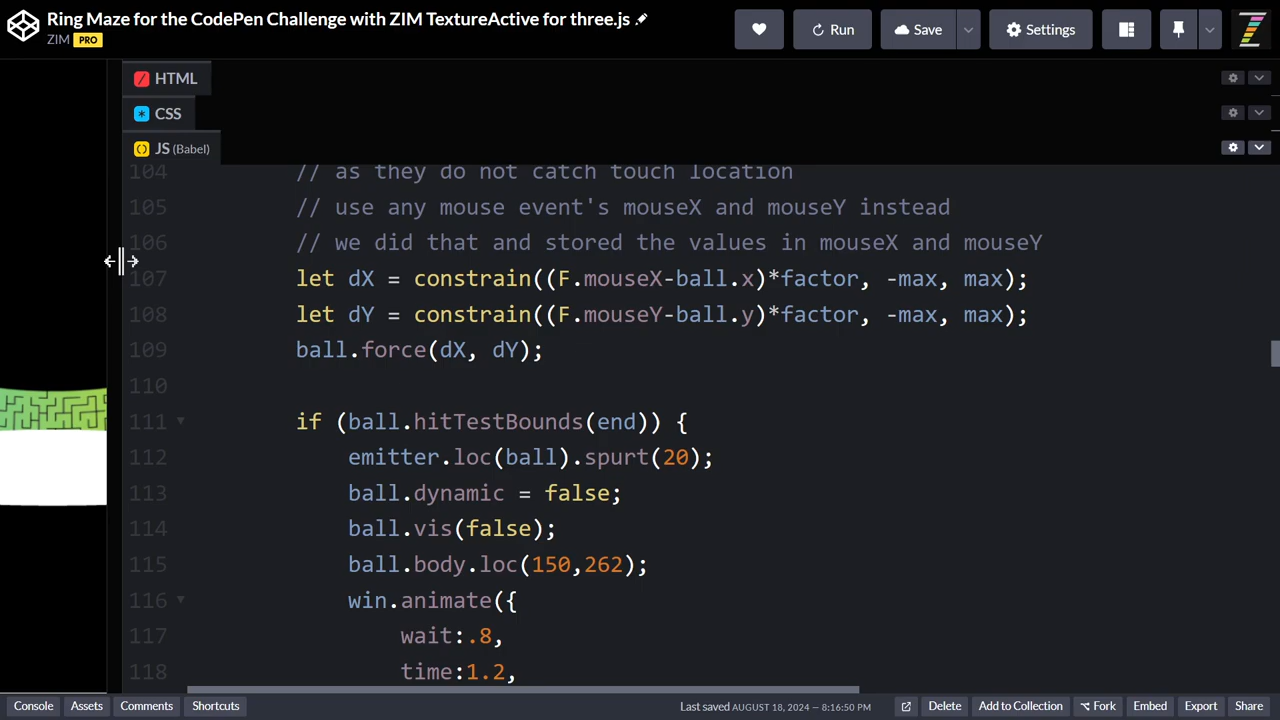 Ring Maze for the CodePen Challenge with ZIM TextureActive for three.js
ZIM PRO
Run
Save
Settings
HTML
CSS
JS (Babel)
104 // as they do not catch touch location
105 // use any mouse event's mouseX and mouseY instead
106 // we did that and stored the values in mouseX and mouseY
107 let dX = constrain((F.mouseX-ball.x)*factor, -max, max);
108 let dY = constrain((F.mouseY-ball.y)*factor, -max, max);
109 ball.force(dX, dY);
110
111 if (ball.hitTestBounds(end)) {
112 emitter.loc(ball).spurt(20);
113 ball.dynamic = false;
114 ball.vis(false);
115 ball.body.loc(150,262);
116 win.animate({
117 wait:.8,
118 time:1.2,
Console Assets Comments Shortcuts Last saved AUGUST 18, 2024 — 8:16:50 PM Delete Add to Collection Fork Embed Export Share